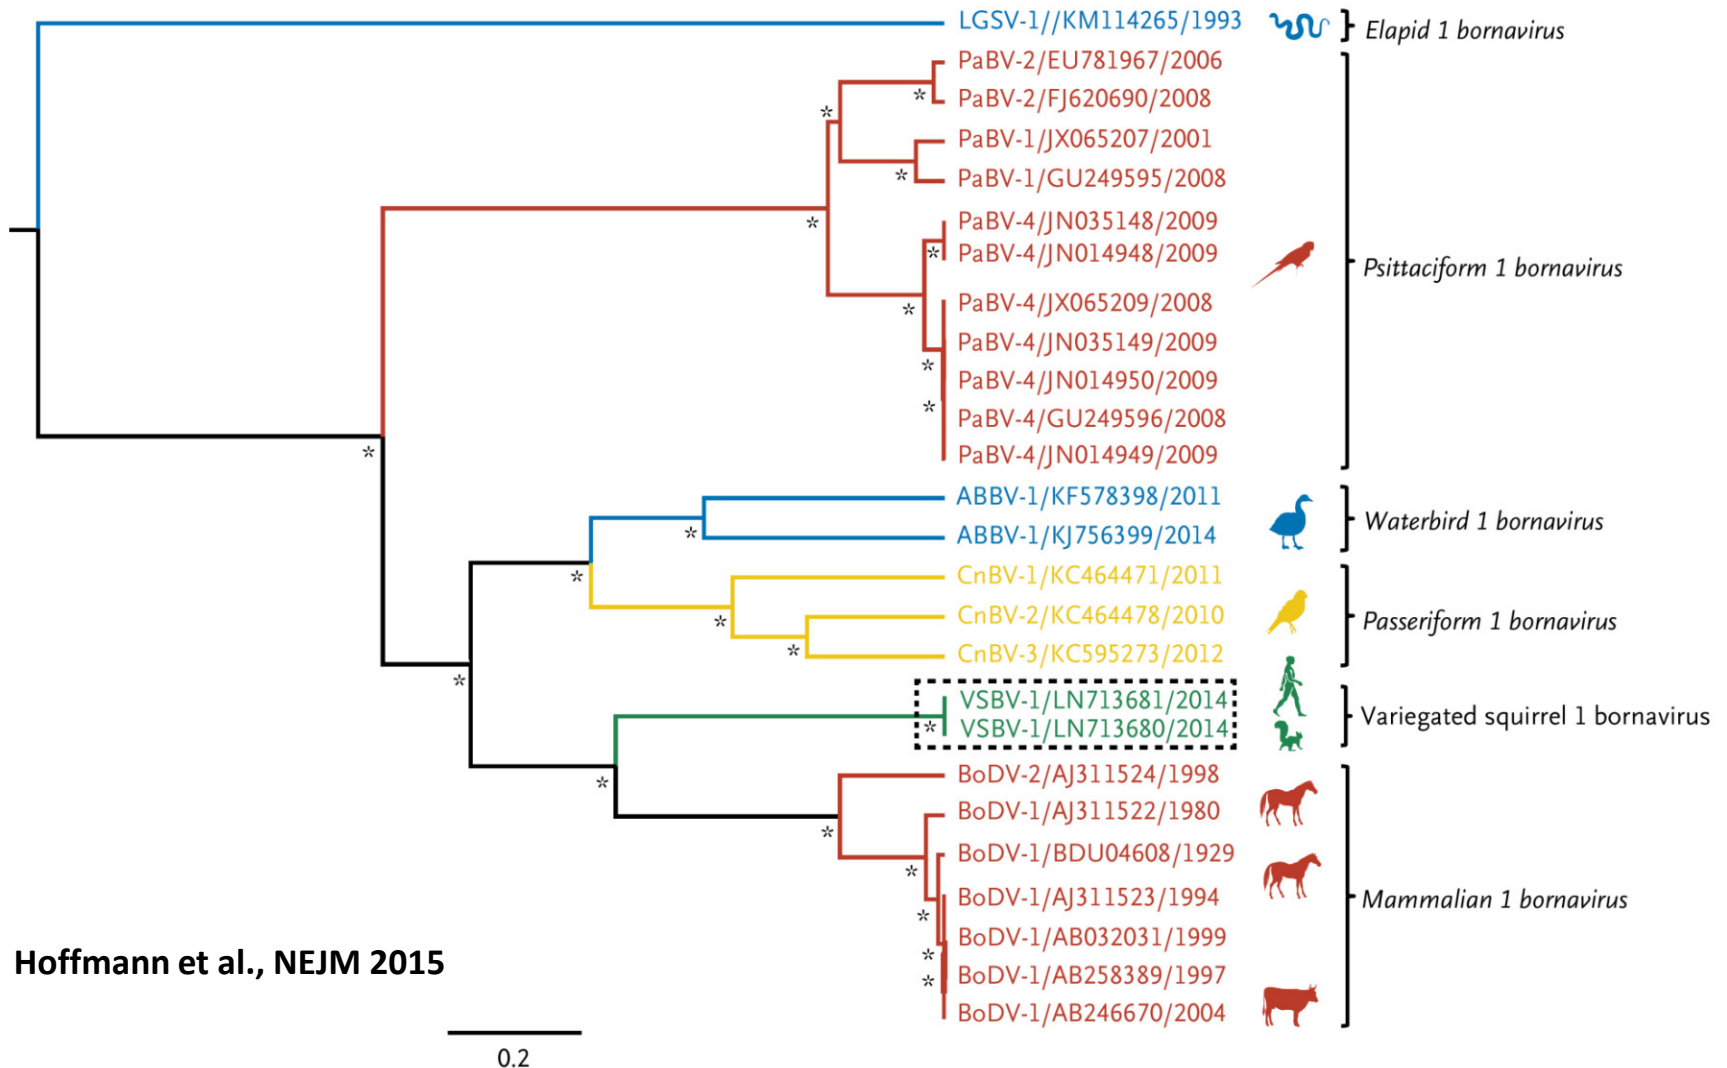 LGSV-1//KM114265/1993
Elapid 1 bornavirus
PaBV-2/EU781967/2006
PaBV-2/FJ620690/2008
PaBV-1/JX065207/2001
PaBV-1/GU249595/2008
PaBV-4/JN035148/2009
PaBV-4/JN014948/2009
PaBV-4/JX065209/2008
PaBV-4/JN035149/2009
PaBV-4/JN014950/2009
PaBV-4/GU249596/2008
PaBV-4/JN014949/2009
Psittaciform 1 bornavirus
ABBV-1/KF578398/2011
ABBV-1/KJ756399/2014
Waterbird 1 bornavirus
CnBV-1/KC464471/2011
CnBV-2/KC464478/2010
CnBV-3/KC595273/2012
Passeriform 1 bornavirus
VSBV-1/LN713681/2014
VSBV-1/LN713680/2014
Variegated squirrel 1 bornavirus
BoDV-2/AJ311524/1998
BoDV-1/AJ311522/1980
BoDV-1/BDU04608/1929
BoDV-1/AJ311523/1994
BoDV-1/AB032031/1999
BoDV-1/AB258389/1997
BoDV-1/AB246670/2004
Mammalian 1 bornavirus
Hoffmann et al., NEJM 2015
0.2